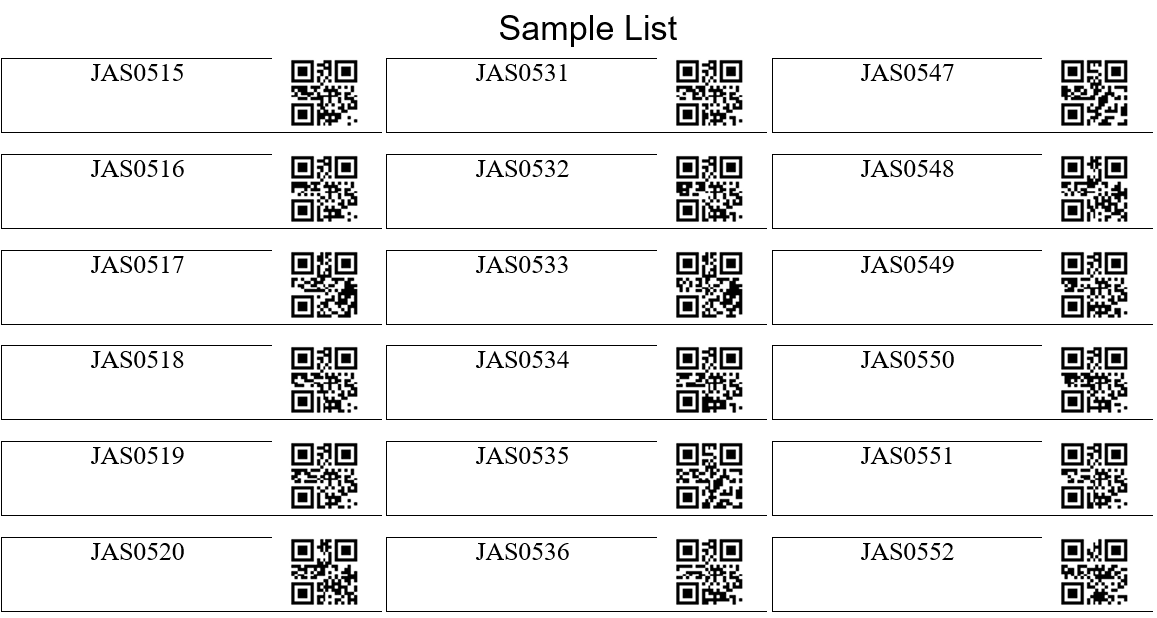 Sample List
JAS0515 JAS0531 JAS0547
JAS0516 JAS0532 JAS0548
JAS0517 JAS0533 JAS0549
JAS0518 JAS0534 JAS0550
JAS0519 JAS0535 JAS0551
JAS0520 JAS0536 JAS0552